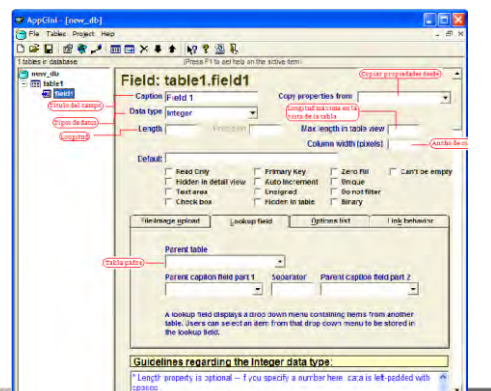 AppGini - [new_db]
File Tables Project Help
1 tables in database
(Press F1 to get help on the active item)
new_db
table1
field1
Field: table1.field1
Copiar propiedades desde
Caption Field 1
Copy properties from
Título del campo
Data type Integer
Longitud máxima en la vista de la tabla
Tipos de datos
Length
Precision
Max length in table view
Longitud
Column width (pixels)
Ancho de
Default
Read Only
Primary Key
Zero Fill
Can't be empty
Hidden in detail view
Auto Increment
Unique
Text area
Unsigned
Do not filter
Check box
Hidden in table
Binary
File/Image upload
Lookup field
Options list
Link behavior
Parent table
Tabla padre
Parent caption field part 1
Separator
Parent caption field part 2
A lookup field displays a drop down menu containing items from another
table. Users can select an item from that drop down menu to be stored in
the lookup field.
Guidelines regarding the Integer data type:
* Length property is optional -- if you specify a number here, data is left-padded with
spaces